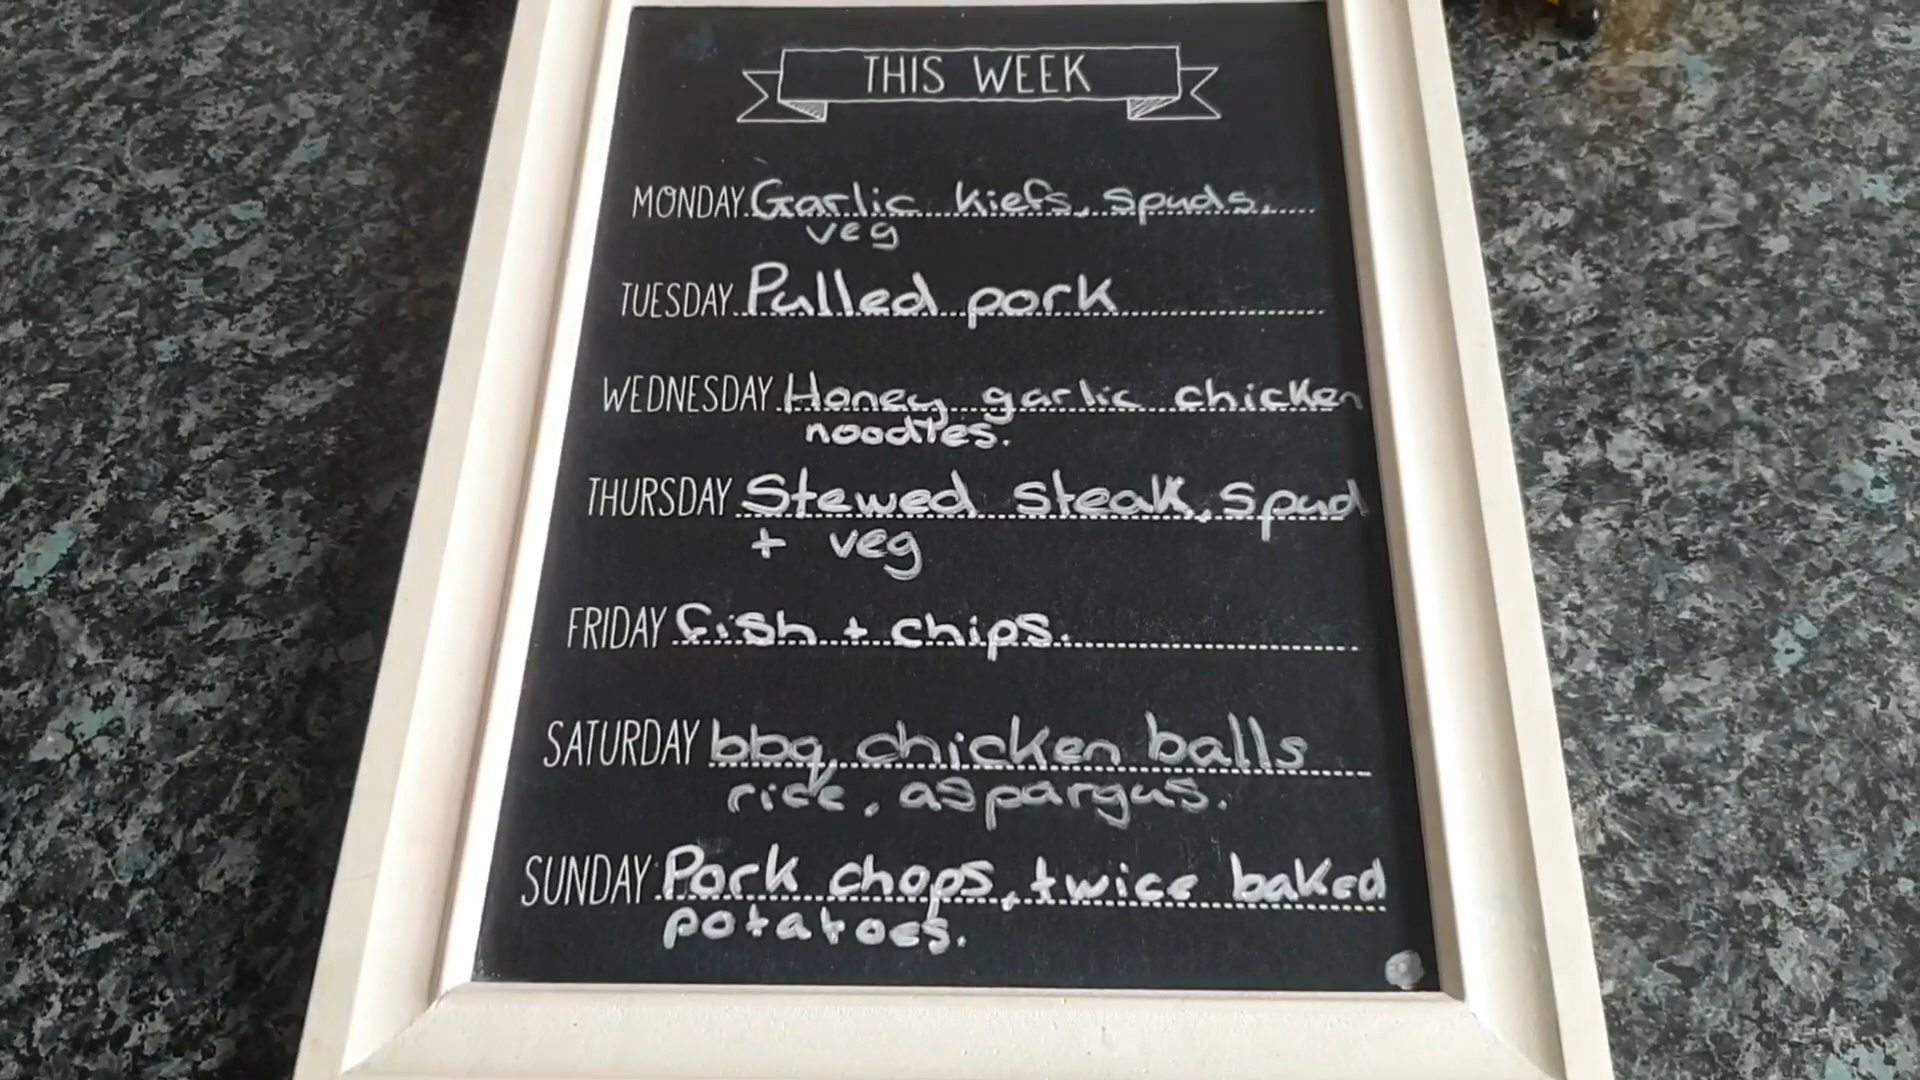 THIS WEEK
MONDAY Garlic kiefs, spuds,
veg
TUESDAY Pulled pork
WEDNESDAY Honey garlic chicken
noodles.
THURSDAY Stewed steak, spud
+ veg
FRIDAY fish + chips.
SATURDAY bbq chicken balls
rice, aspargus.
SUNDAY Pork chops, twice baked
potatoes.